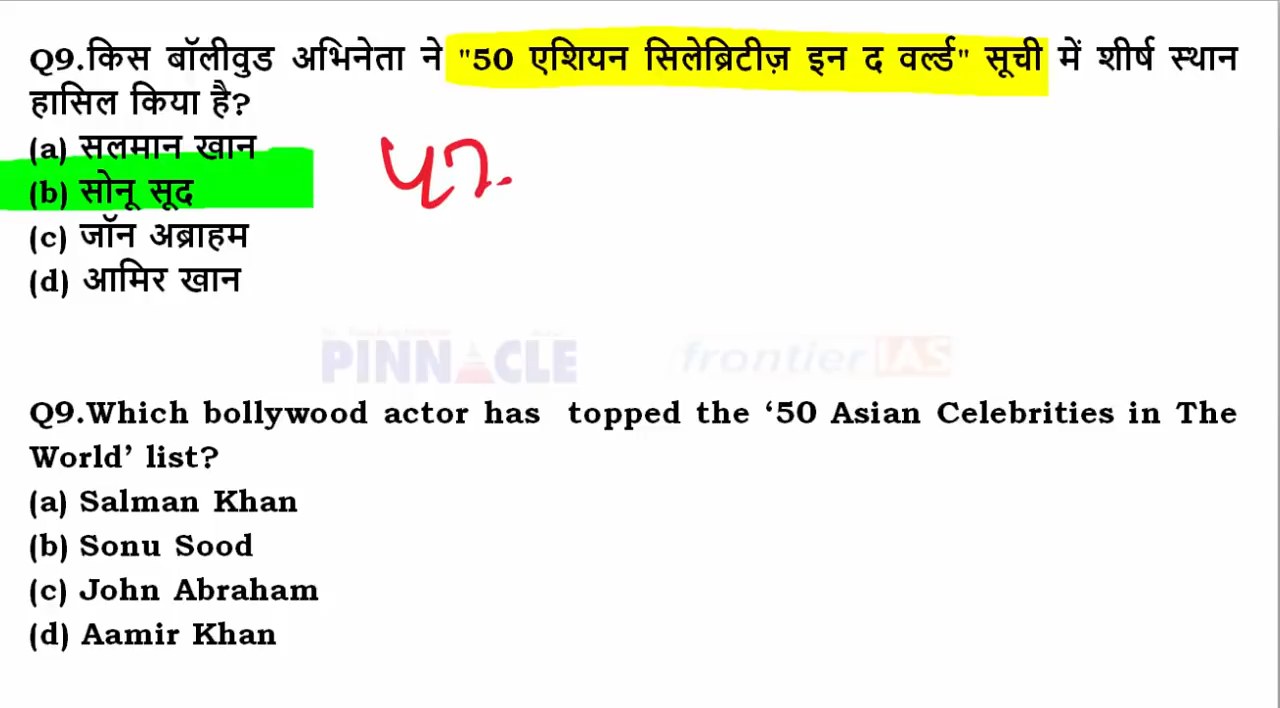 Q9.किस बॉलीवुड अभिनेता ने "50 एशियन सिलेब्रिटीज़ इन द वर्ल्ड" सूची में शीर्ष स्थान
हासिल किया है?
(a) सलमान खान
(b) सोनू सूद
(c) जॉन अब्राहम
(d) आमिर खान
PINNACLE frontier IAS
Q9.Which bollywood actor has topped the ‘50 Asian Celebrities in The
World’ list?
(a) Salman Khan
(b) Sonu Sood
(c) John Abraham
(d) Aamir Khan